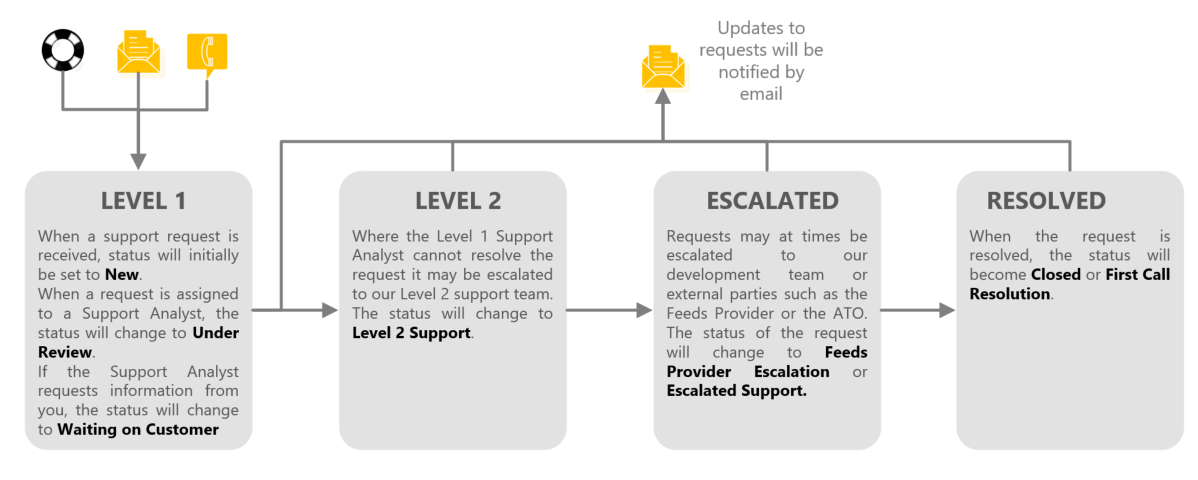 Updates to
requests will be
notified by
email
LEVEL 1
When a support request is
received, status will initially
be set to New.
When a request is assigned
to a Support Analyst, the
status will change to Under
Review.
If the Support Analyst
requests information from
you, the status will change
to Waiting on Customer
LEVEL 2
Where the Level 1 Support
Analyst cannot resolve the
request it may be escalated
to our Level 2 support team.
The status will change to
Level 2 Support.
ESCALATED
Requests may at times be
escalated to our
development team or
external parties such as the
Feeds Provider or the ATO.
The status of the request
will change to Feeds
Provider Escalation or
Escalated Support.
RESOLVED
When the request is
resolved, the status will
become Closed or First Call
Resolution.